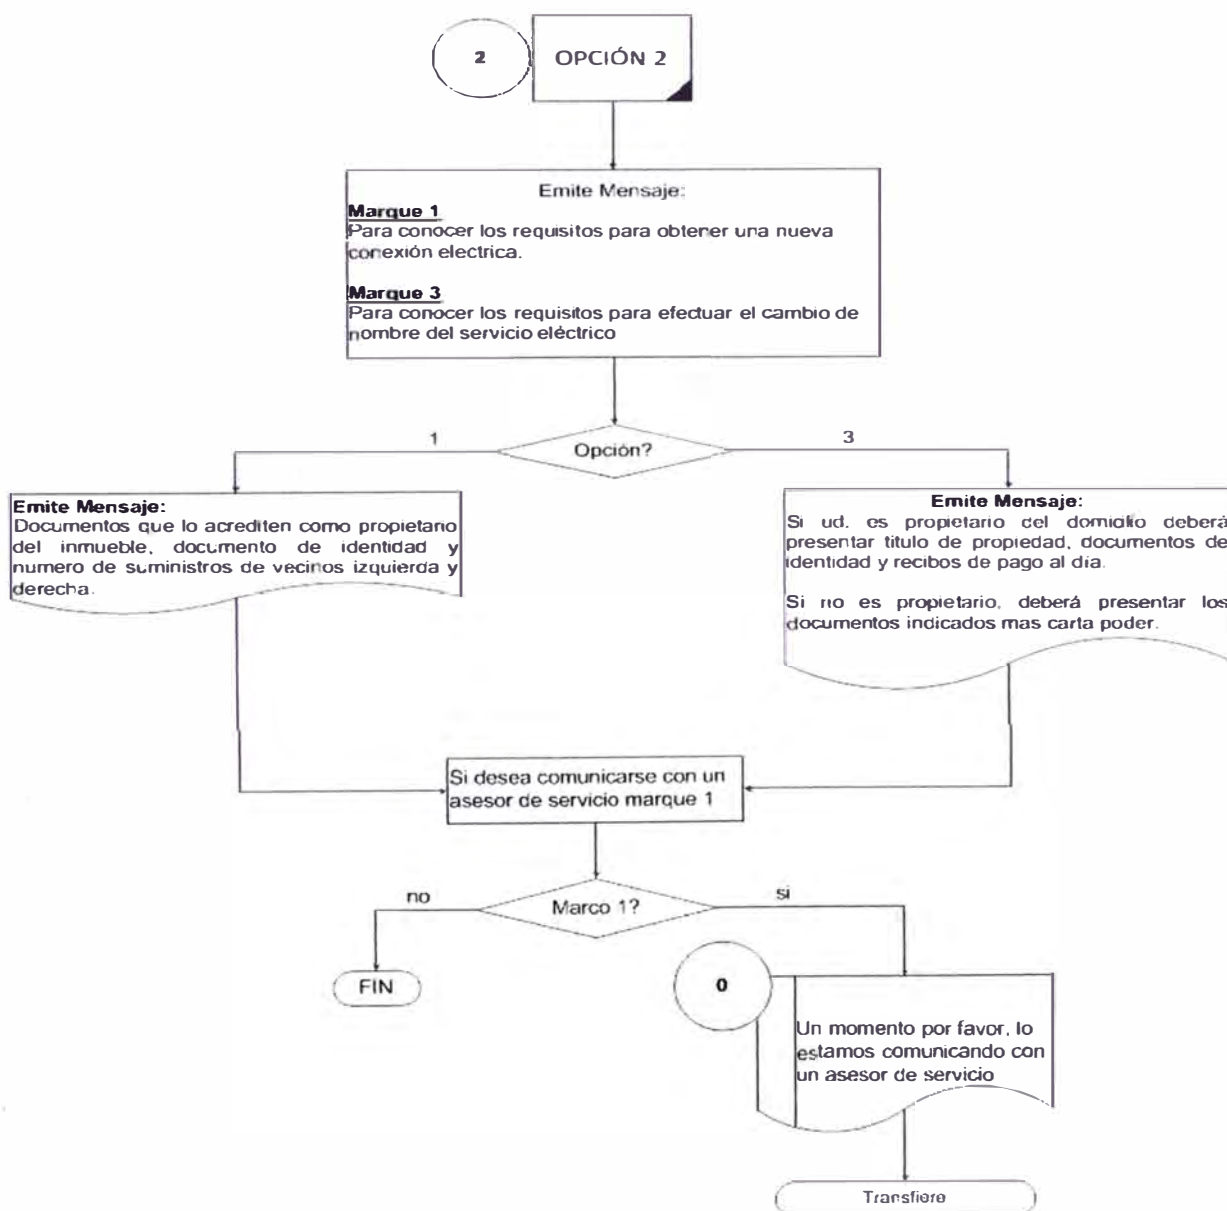 2
OPCIÓN 2
Emite Mensaje:
Marque 1
Para conocer los requisitos para obtener una nueva
conexión electrica.
Marque 3
Para conocer los requisitos para efectuar el cambio de
nombre del servicio eléctrico
1
Opción?
3
Emite Mensaje:
Documentos que lo acrediten como propietario
del inmueble, documento de identidad y
numero de suministros de vecinos izquierda y
derecha.
Emite Mensaje:
Si ud. es propietario del domicilio deberá
presentar titulo de propiedad, documentos de
identidad y recibos de pago al día.
Si no es propietario, deberá presentar los
documentos indicados mas carta poder.
Si desea comunicarse con un
asesor de servicio marque 1
no
Marco 1?
si
FIN
0
Un momento por favor, lo
estamos comunicando con
un asesor de servicio
Transfiere